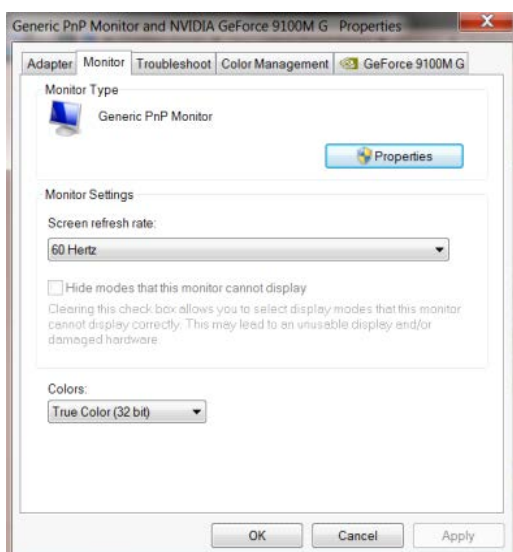 Generic PnP Monitor and NVIDIA GeForce 9100M G Properties
Adapter Monitor Troubleshoot Color Management GeForce 9100M G
Monitor Type
Generic PnP Monitor
Properties
Monitor Settings
Screen refresh rate:
60 Hertz
Hide modes that this monitor cannot display
Clearing this check box allows you to select display modes that this monitor
cannot display correctly. This may lead to an unusable display and/or
damaged hardware.
Colors:
True Color (32 bit)
OK Cancel Apply